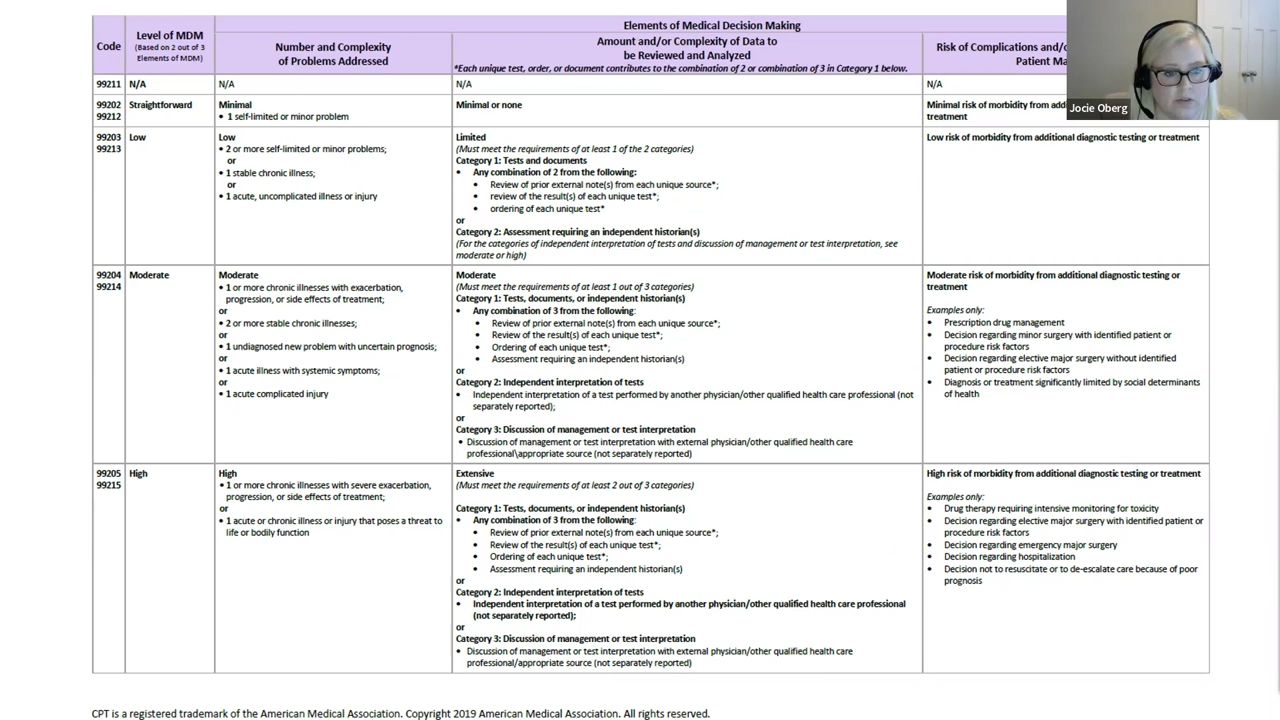 Elements of Medical Decision Making
Code
Level of MDM
(Based on 2 out of 3
Elements of MDM)
Number and Complexity
of Problems Addressed
Amount and/or Complexity of Data to
be Reviewed and Analyzed
*Each unique test, order, or document contributes to the combination of 2 or combination of 3 in Category 1 below.
Risk of Complications and/o
Patient Ma
Jocie Oberg
99211
N/A
N/A
N/A
N/A
99202
99212
Straightforward
Minimal
• 1 self-limited or minor problem
Minimal or none
Minimal risk of morbidity from add
treatment
99203
99213
Low
Low
• 2 or more self-limited or minor problems;
or
• 1 stable chronic illness;
or
• 1 acute, uncomplicated illness or injury
Limited
(Must meet the requirements of at least 1 of the 2 categories)
Category 1: Tests and documents
• Any combination of 2 from the following:
• Review of prior external note(s) from each unique source*;
• review of the result(s) of each unique test*;
• ordering of each unique test*
or
Category 2: Assessment requiring an independent historian(s)
(For the categories of independent interpretation of tests and discussion of management or test interpretation, see
moderate or high)
Low risk of morbidity from additional diagnostic testing or treatment
99204
99214
Moderate
Moderate
• 1 or more chronic illnesses with exacerbation,
progression, or side effects of treatment;
or
• 2 or more stable chronic illnesses;
or
• 1 undiagnosed new problem with uncertain prognosis;
or
• 1 acute illness with systemic symptoms;
or
• 1 acute complicated injury
Moderate
(Must meet the requirements of at least 1 out of 3 categories)
Category 1: Tests, documents, or independent historian(s)
• Any combination of 3 from the following:
• Review of prior external note(s) from each unique source*;
• Review of the result(s) of each unique test*;
• Ordering of each unique test*;
• Assessment requiring an independent historian(s)
or
Category 2: Independent interpretation of tests
• Independent interpretation of a test performed by another physician/other qualified health care professional (not
separately reported);
or
Category 3: Discussion of management or test interpretation
• Discussion of management or test interpretation with external physician/other qualified health care
professional\appropriate source (not separately reported)
Moderate risk of morbidity from additional diagnostic testing or
treatment
Examples only:
• Prescription drug management
• Decision regarding minor surgery with identified patient or
procedure risk factors
• Decision regarding elective major surgery without identified
patient or procedure risk factors
• Diagnosis or treatment significantly limited by social determinants
of health
99205
99215
High
High
• 1 or more chronic illnesses with severe exacerbation,
progression, or side effects of treatment;
or
• 1 acute or chronic illness or injury that poses a threat to
life or bodily function
Extensive
(Must meet the requirements of at least 2 out of 3 categories)
Category 1: Tests, documents, or independent historian(s)
• Any combination of 3 from the following:
• Review of prior external note(s) from each unique source*;
• Review of the result(s) of each unique test*;
• Ordering of each unique test*;
• Assessment requiring an independent historian(s)
or
Category 2: Independent interpretation of tests
• Independent interpretation of a test performed by another physician/other qualified health care professional
(not separately reported);
or
Category 3: Discussion of management or test interpretation
• Discussion of management or test interpretation with external physician/other qualified health care
professional/appropriate source (not separately reported)
High risk of morbidity from additional diagnostic testing or treatment
Examples only:
• Drug therapy requiring intensive monitoring for toxicity
• Decision regarding elective major surgery with identified patient or
procedure risk factors
• Decision regarding emergency major surgery
• Decision regarding hospitalization
• Decision not to resuscitate or to de-escalate care because of poor
prognosis
CPT is a registered trademark of the American Medical Association. Copyright 2019 American Medical Association. All rights reserved.